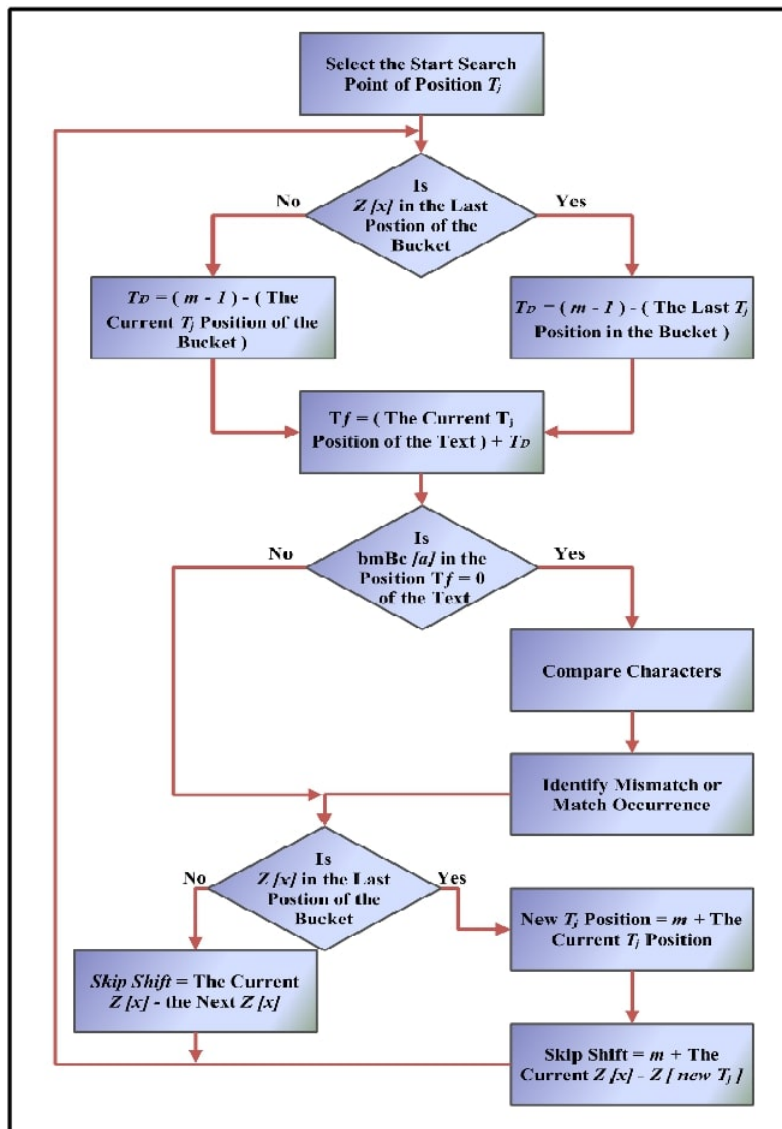 Select the Start Search
Point of Position Tj
Is
Z [x] in the Last
Postion of the
Bucket
No
Yes
TD = ( m - 1 ) - ( The
Current Tj Position of the
Bucket )
TD = ( m - 1 ) - ( The Last Tj
Position in the Bucket )
Tf = ( The Current Tj
Position of the Text ) + TD
Is
bmBc [a] in the
Position Tf = 0
of the Text
No
Yes
Compare Characters
Identify Mismatch or
Match Occurrence
Is
Z [x] in the Last
Postion of the
Bucket
No
Yes
New Tj Position = m + The
Current Tj Position
Skip Shift = The Current
Z [x] - the Next Z [x]
Skip Shift = m + The
Current Z [x] - Z [ new Tj ]